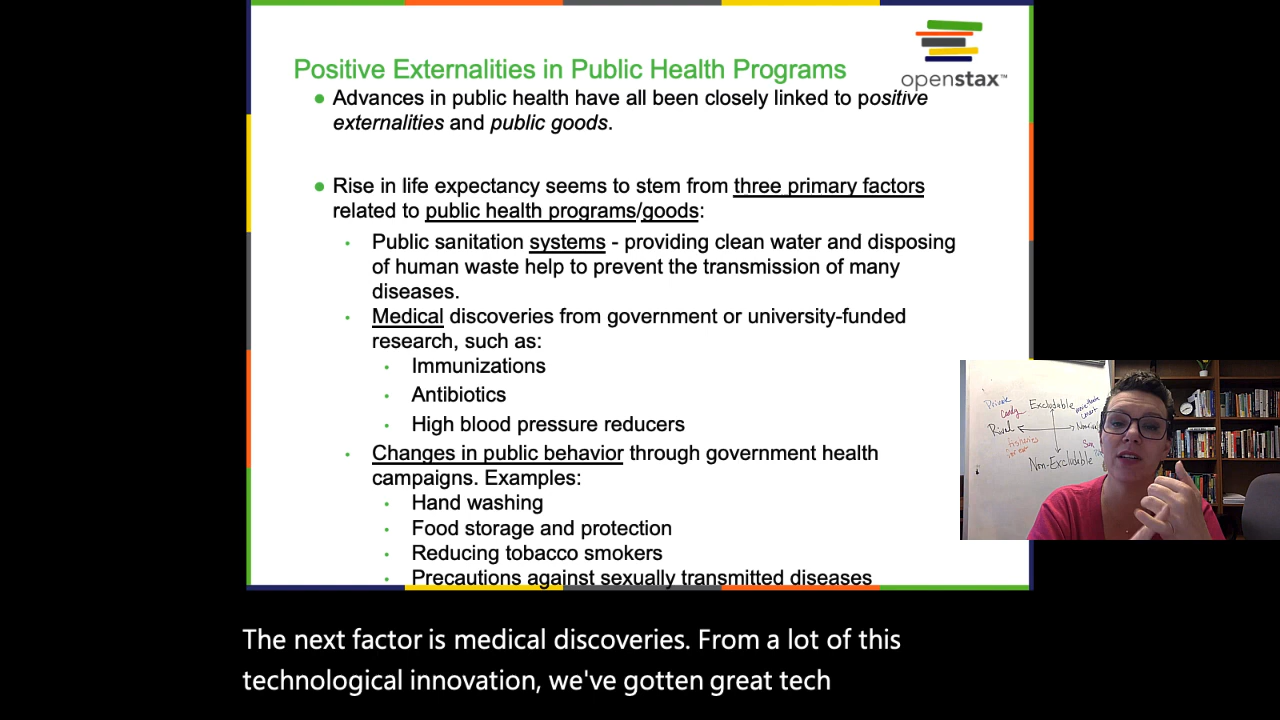 openstax™
Positive Externalities in Public Health Programs
● Advances in public health have all been closely linked to positive
externalities and public goods.
● Rise in life expectancy seems to stem from three primary factors
related to public health programs/goods:
• Public sanitation systems - providing clean water and disposing
of human waste help to prevent the transmission of many
diseases.
• Medical discoveries from government or university-funded
research, such as:
• Immunizations
• Antibiotics
• High blood pressure reducers
• Changes in public behavior through government health
campaigns. Examples:
• Hand washing
• Food storage and protection
• Reducing tobacco smokers
• Precautions against sexually transmitted diseases
Private
Excludable
Candy
Rival
fisheries
Non-Excludable
The next factor is medical discoveries. From a lot of this
technological innovation, we've gotten great tech